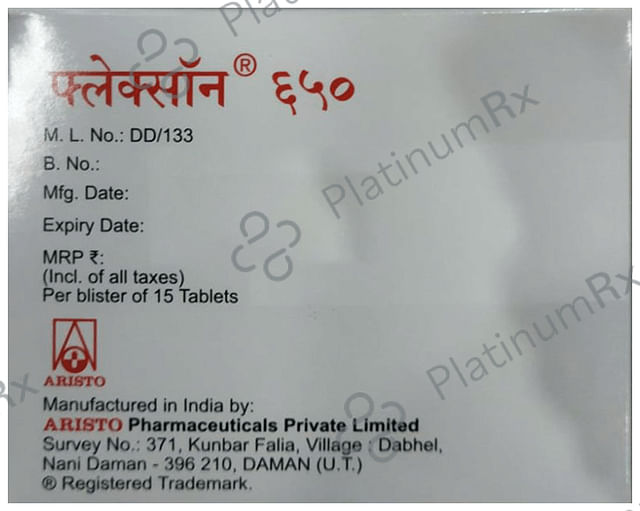 फ्लेक्सॉन® ६५०
M. L. No.: DD/133
B. No.:
Mfg. Date:
Expiry Date:
MRP ₹:
(Incl. of all taxes)
Per blister of 15 Tablets
ARISTO
Manufactured in India by:
ARISTO Pharmaceuticals Private Limited
Survey No.: 371, Kunbar Falia, Village : Dabhel,
Nani Daman - 396 210, DAMAN (U.T.)
® Registered Trademark.
PlatinumRx
PlatinumRx